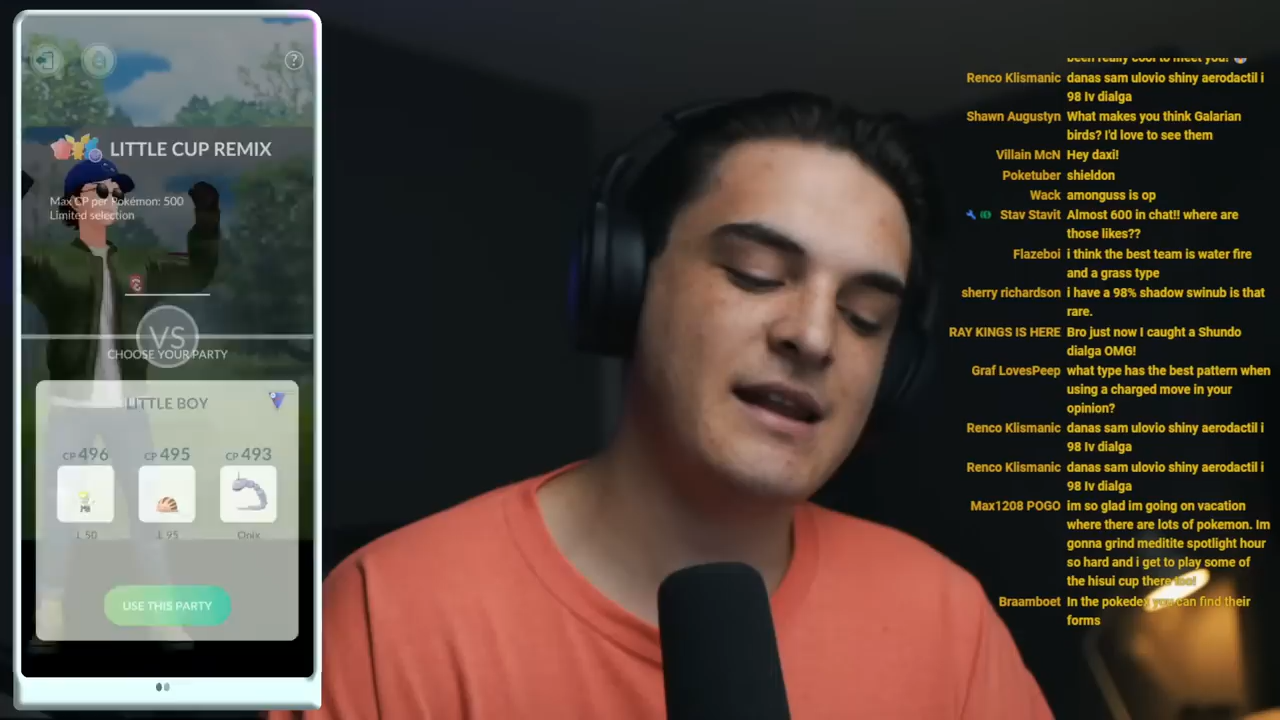 ?
LITTLE CUP REMIX
Max CP per Pokémon: 500
Limited selection
VS
CHOOSE YOUR PARTY
LITTLE BOY
CP 496 CP 495 CP 493
Onix
USE THIS PARTY
been really cool to meet you!
Renco Klismanic danas sam ulovio shiny aerodactil i
98 Iv dialga
Shawn Augustyn What makes you think Galarian
birds? I'd love to see them
Villain McN Hey daxi!
Poketuber shieldon
Wack amonguss is op
Stav Stavit Almost 600 in chat!! where are
those likes??
Flazeboi i think the best team is water fire
and a grass type
sherry richardson i have a 98% shadow swinub is that
rare.
RAY KINGS IS HERE Bro just now I caught a Shundo
dialga OMG!
Graf LovesPeep what type has the best pattern when
using a charged move in your
opinion?
Renco Klismanic danas sam ulovio shiny aerodactil i
98 Iv dialga
Renco Klismanic danas sam ulovio shiny aerodactil i
98 Iv dialga
Max1208 POGO im so glad im going on vacation
where there are lots of pokemon. Im
gonna grind meditite spotlight hour
so hard and i get to play some of
the hisui cup there too!
Braamboet In the pokedex you can find their
forms